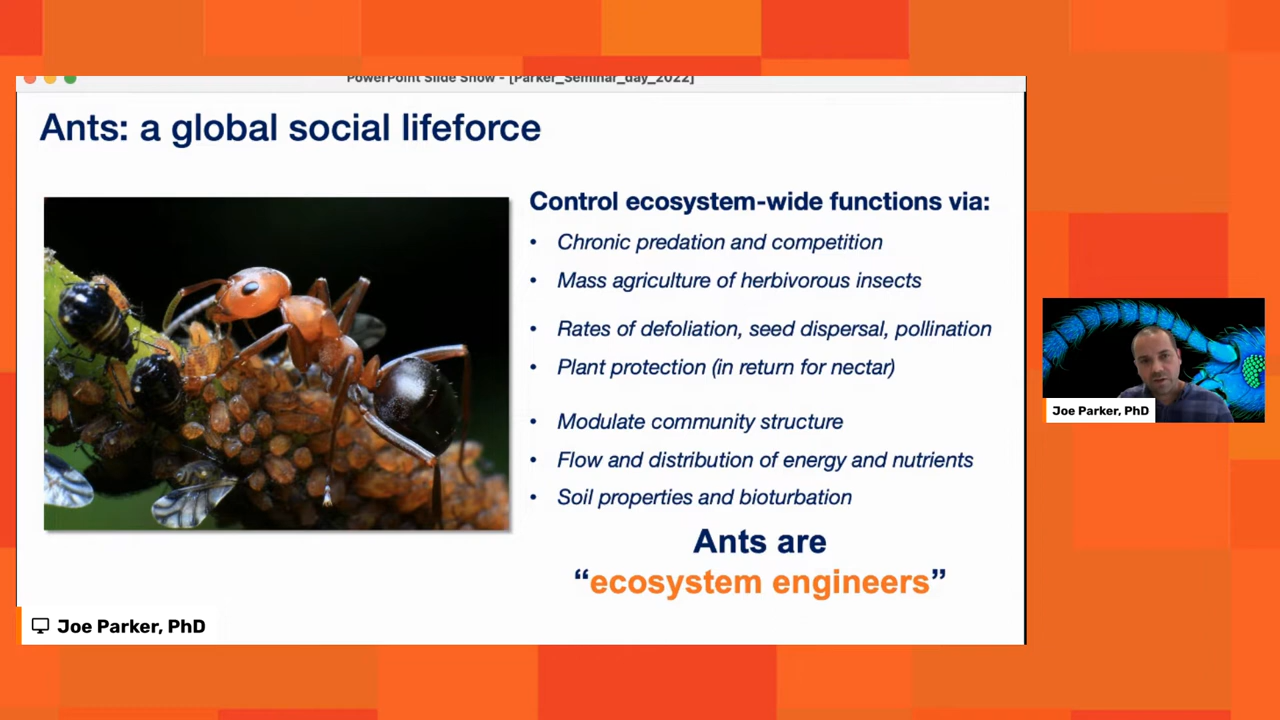 PowerPoint Slide Show - [Parker_Seminar_day_2022]
Ants: a global social lifeforce
Control ecosystem-wide functions via:
• Chronic predation and competition
• Mass agriculture of herbivorous insects
• Rates of defoliation, seed dispersal, pollination
• Plant protection (in return for nectar)
• Modulate community structure
• Flow and distribution of energy and nutrients
• Soil properties and bioturbation
Ants are
“ecosystem engineers”
Joe Parker, PhD
Joe Parker, PhD